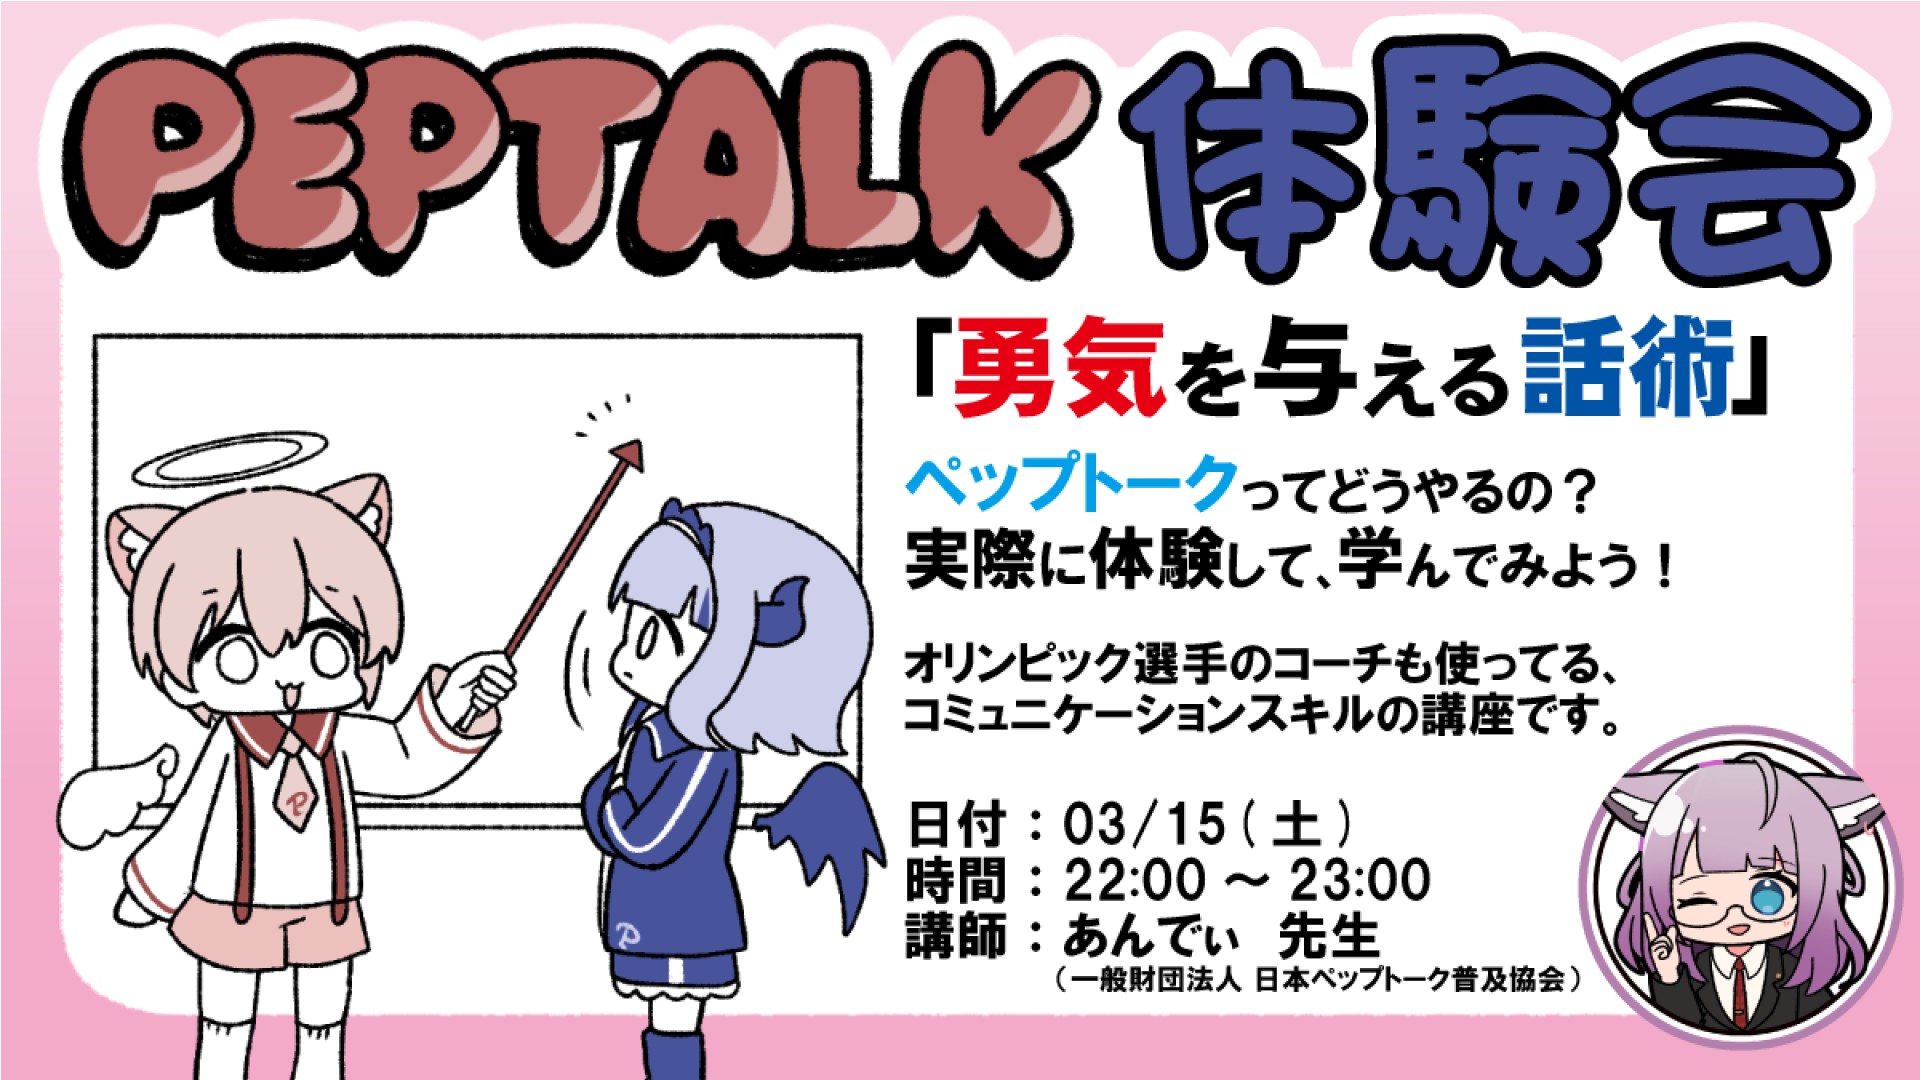 PEPTALK 体験会
「勇気を与える話術」
ペップトークってどうやるの？
実際に体験して、学んでみよう！
オリンピック選手のコーチも使ってる、
コミュニケーションスキルの講座です。
日付：03/15(土)
時間：22:00～23:00
講師：あんでぃ 先生
（一般財団法人 日本ペップトーク普及協会）
P
P